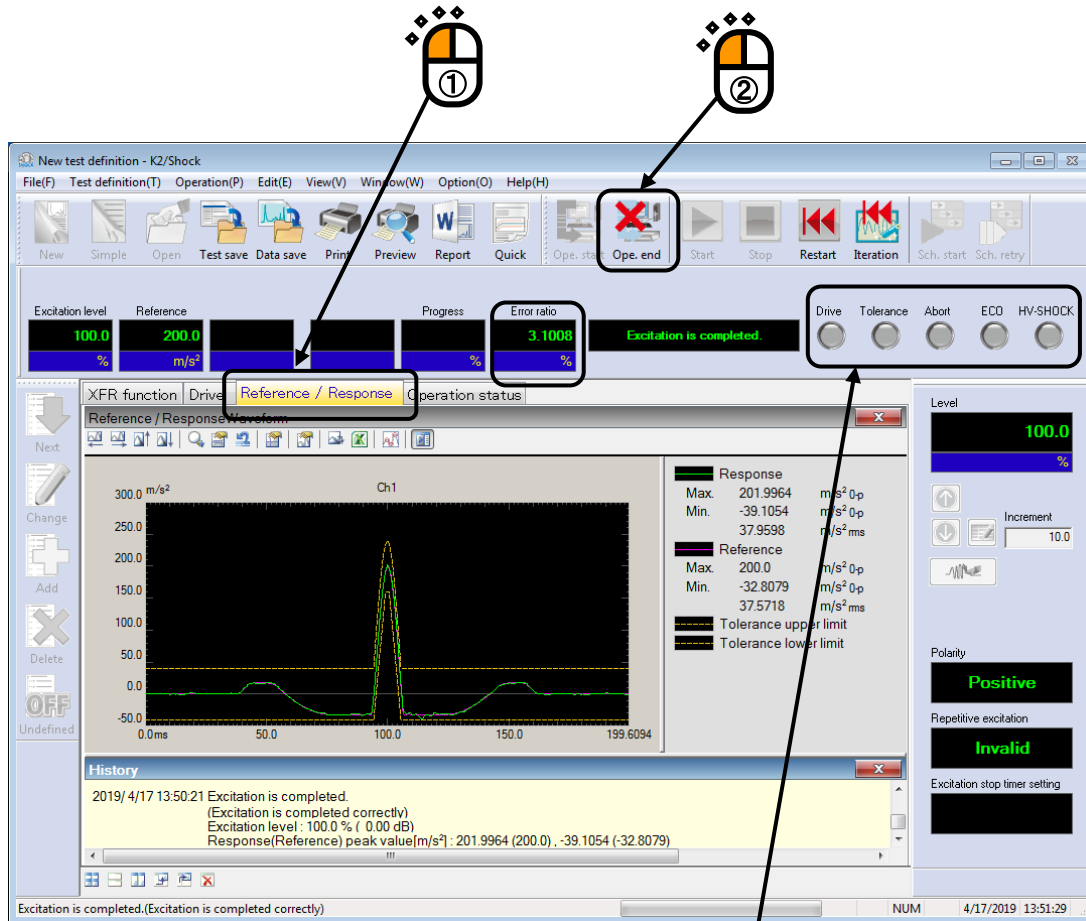 ①
②
New test definition - K2/Shock
File(F) Test definition(T) Operation(P) Edit(E) View(V) Window(W) Option(O) Help(H)
New Simple Open Test save Data save Print Preview Report Quick Ope. start Ope. end Start Stop Restart Iteration Sch. start Sch. retry
Excitation level Reference Progress Error ratio Drive Tolerance Abort ECO HV-SHOCK
100.0 200.0 3.1008 Excitation is completed.
% m/s² % %
XFR function Drive Reference / Response Operation status
Reference / Response Waveform
Next
Change
Add
Delete
OFF
Undefined
300.0 m/s² Ch1
250.0
200.0
150.0
100.0
50.0
0.0
-50.0
0.0ms 50.0 100.0 150.0 199.6094
Response
Max. 201.9964 m/s² 0-p
Min. -39.1054 m/s² 0-p
37.9598 m/s² rms
Reference
Max. 200.0 m/s² 0-p
Min. -32.8079 m/s² 0-p
37.5718 m/s² rms
Tolerance upper limit
Tolerance lower limit
Level
100.0
%
Increment
10.0
Polarity
Positive
Repetitive excitation
Invalid
Excitation stop timer setting
History
2019/ 4/17 13:50:21 Excitation is completed.
(Excitation is completed correctly)
Excitation level : 100.0 % ( 0.00 dB)
Response(Reference) peak value[m/s²] : 201.9964 (200.0) , -39.1054 (-32.8079)
Excitation is completed.(Excitation is completed correctly) NUM 4/17/2019 13:51:29